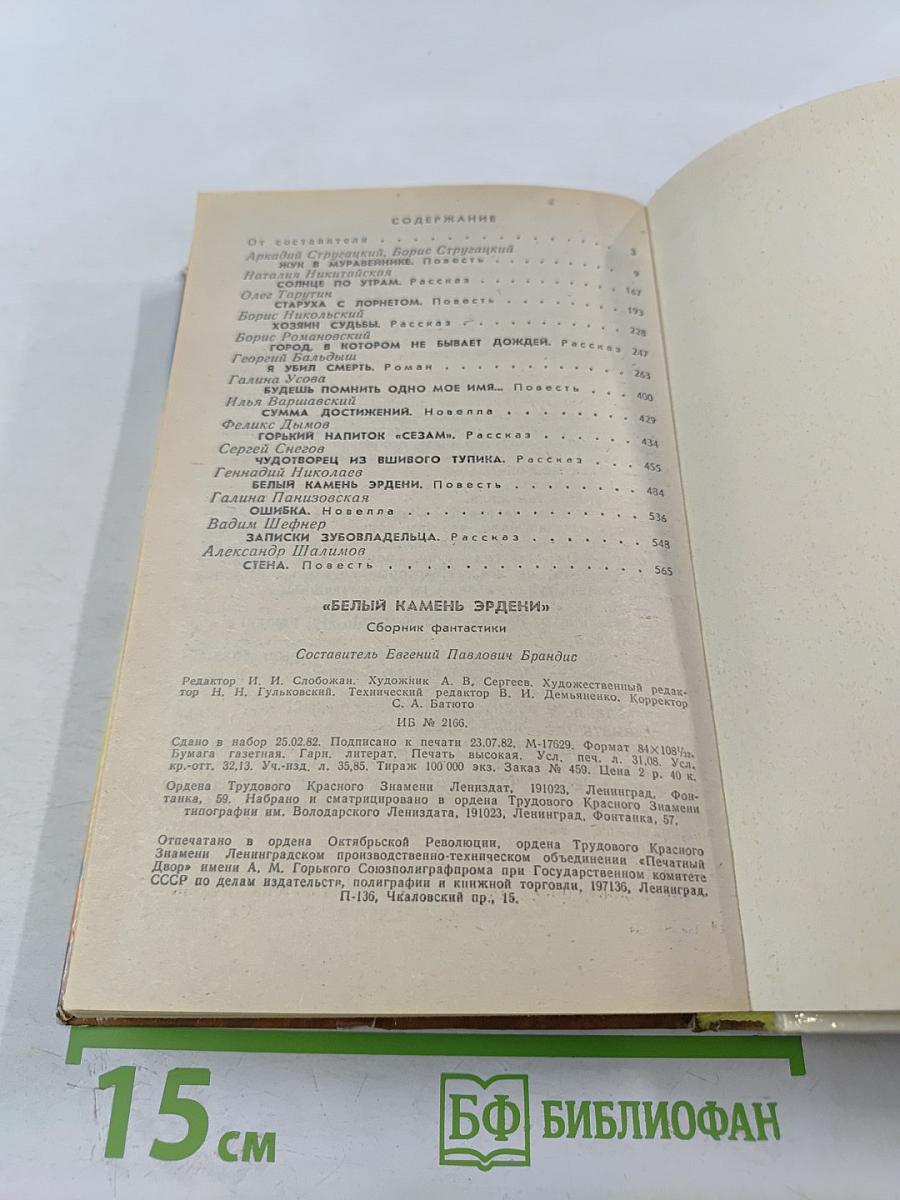 СОДЕРЖАНИЕ
От составителя . . . . . . . . . . . . . . 3
Аркадий Стругацкий, Борис Стругацкий
ЖУК В МУРАВЕЙНИКЕ. Повесть . . . . . . . . 9
Наталия Никитайская
СОЛНЦЕ ПО УТРАМ. Рассказ . . . . . . . . . 167
Олег Тарутин
СТАРУХА С ЛОРНЕТОМ. Повесть . . . . . . . 193
Борис Никольский
ХОЗЯИН СУДЬБЫ. Рассказ . . . . . . . . . . 228
Борис Романовский
ГОРОД, В КОТОРОМ НЕ БЫВАЕТ ДОЖДЕЙ. Рассказ 247
Георгий Бальдыш
Я УБИЛ СМЕРТЬ. Роман . . . . . . . . . . . 263
Галина Усова
БУДЕШЬ ПОМНИТЬ ОДНО МОЕ ИМЯ... Повесть . . . 400
Илья Варшавский
СУММА ДОСТИЖЕНИЙ. Новелла . . . . . . . . 429
Феликс Дымов
ГОРЬКИЙ НАПИТОК «СЕЗАМ». Рассказ . . . . . 434
Сергей Снегов
ЧУДОТВОРЕЦ ИЗ ВШИВОГО ТУПИКА. Рассказ . . . 455
Геннадий Николаев
БЕЛЫЙ КАМЕНЬ ЭРДЕНИ. Повесть . . . . . . . 484
Галина Панизовская
ОШИБКА. Новелла . . . . . . . . . . . . . 536
Вадим Шефнер
ЗАПИСКИ ЗУБОВЛАДЕЛЬЦА. Рассказ . . . . . . 548
Александр Шалимов
СТЕНА. Повесть . . . . . . . . . . . . . . 565
«БЕЛЫЙ КАМЕНЬ ЭРДЕНИ»
Сборник фантастики
Составитель Евгений Павлович Брандис
Редактор И. И. Слобожан. Художник А. В. Сергеев. Художественный редак-
тор Н. Н. Гульковский. Технический редактор В. И. Демьяненко. Корректор
С. А. Батюто
ИБ № 2166.
Сдано в набор 25.02.82. Подписано к печати 23.07.82. М-17629. Формат 84×108 1/32.
Бумага газетная. Гарн. литерат. Печать высокая. Усл. печ. л. 31,08. Усл.
кр.-отт. 32,13. Уч.-изд. л. 35,85. Тираж 100 000 экз. Заказ № 459. Цена 2 р. 40 к.
Ордена Трудового Красного Знамени Лениздат, 191023, Ленинград, Фон-
танка, 59. Набрано и сматрицировано в ордена Трудового Красного Знамени
типографии им. Володарского Лениздата, 191023, Ленинград, Фонтанка, 57.
Отпечатано в ордена Октябрьской Революции, ордена Трудового Красного
Знамени Ленинградском производственно-техническом объединении «Печатный
Двор» имени А. М. Горького Союзполиграфпрома при Государственном комитете
СССР по делам издательств, полиграфии и книжной торговли, 197136, Ленинград,
П-136, Чкаловский пр., 15.
15 см
БФ БИБЛИОФАН